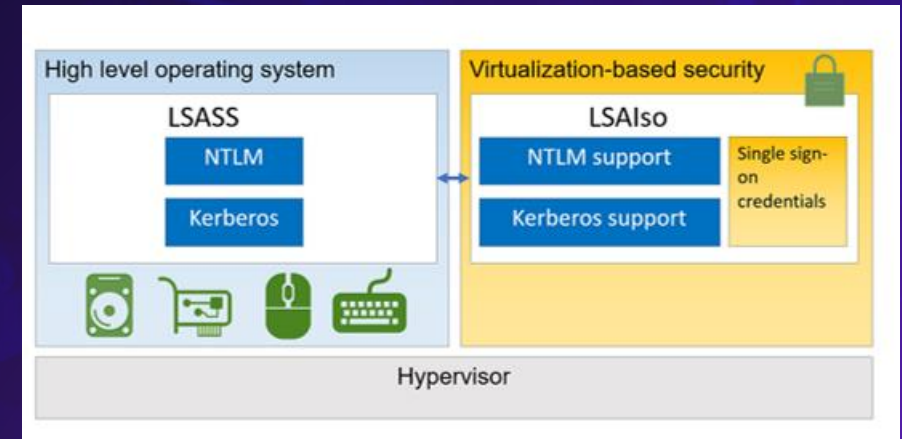 High level operating system
LSASS
NTLM
Kerberos
Virtualization-based security
LSAIso
NTLM support
Kerberos support
Single sign-
on
credentials
Hypervisor